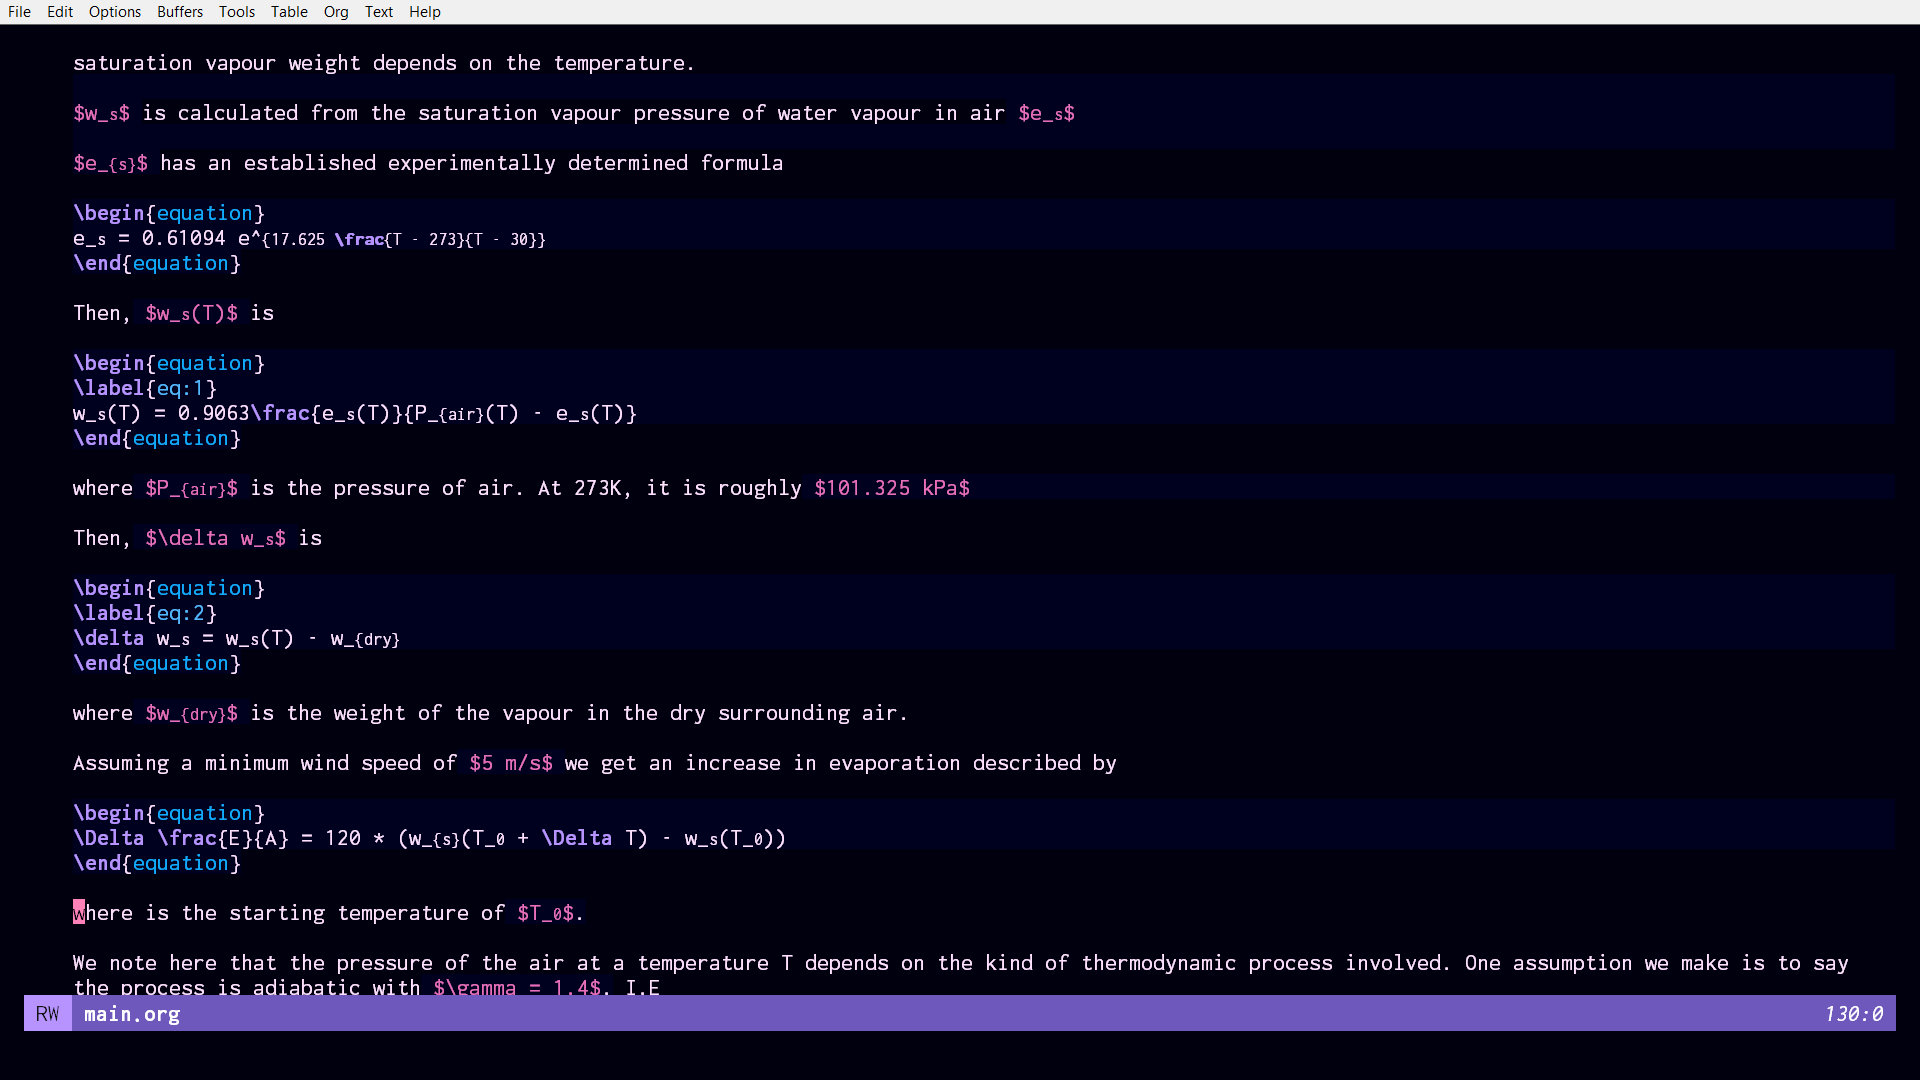 File Edit Options Buffers Tools Table Org Text Help
saturation vapour weight depends on the temperature.
$w_s$ is calculated from the saturation vapour pressure of water vapour in air $e_s$
$e_{s}$ has an established experimentally determined formula
\begin{equation}
e_s = 0.61094 e^{17.625 \frac{T - 273}{T - 30}}
\end{equation}
Then, $w_s(T)$ is
\begin{equation}
\label{eq:1}
w_s(T) = 0.9063\frac{e_s(T)}{P_{air}(T) - e_s(T)}
\end{equation}
where $P_{air}$ is the pressure of air. At 273K, it is roughly $101.325 kPa$
Then, $\delta w_s$ is
\begin{equation}
\label{eq:2}
\delta w_s = w_s(T) - w_{dry}
\end{equation}
where $w_{dry}$ is the weight of the vapour in the dry surrounding air.
Assuming a minimum wind speed of $5 m/s$ we get an increase in evaporation described by
\begin{equation}
\Delta \frac{E}{A} = 120 * (w_{s}(T_0 + \Delta T) - w_s(T_0))
\end{equation}
where is the starting temperature of $T_0$.
We note here that the pressure of the air at a temperature T depends on the kind of thermodynamic process involved. One assumption we make is to say
the process is adiabatic with $\gamma = 1.4$. I.E
RW main.org 130:0